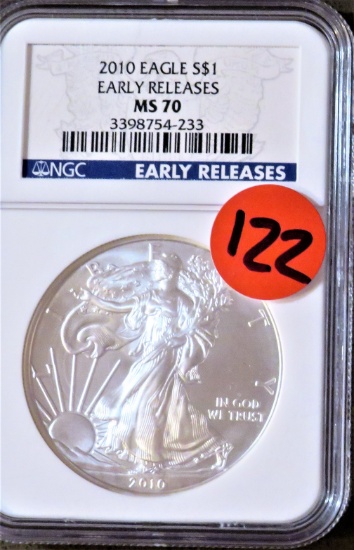 2010 EAGLE S$1
EARLY RELEASES
MS 70
3398754-233
NGC EARLY RELEASES
122
LIBERTY
IN GOD
WE TRUST
2010